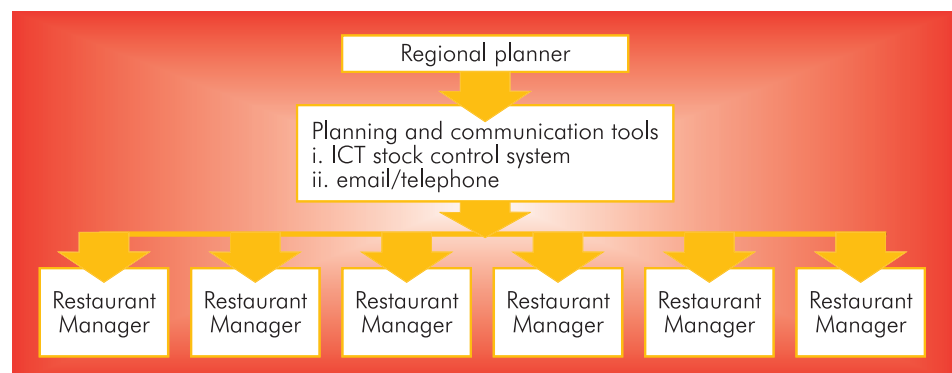 Regional planner
Planning and communication tools
i. ICT stock control system
ii. email/telephone
Restaurant
Manager
Restaurant
Manager
Restaurant
Manager
Restaurant
Manager
Restaurant
Manager
Restaurant
Manager